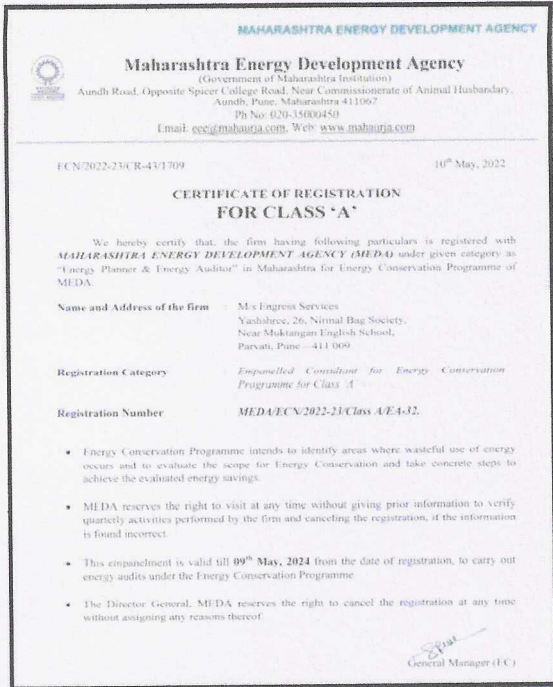 MAHARASHTRA ENERGY DEVELOPMENT AGENCY
Maharashtra Energy Development Agency
(Government of Maharashtra Institution)
Aundh Road, Opposite Spicer College Road, Near Commissionerate of Animal Husbandary,
Aundh, Pune, Maharashtra 411067
Ph No: 020-35000450
Email: eee@mahaurja.com, Web: www.mahaurja.com
ECN/2022-23/CR-43/1709
10th May, 2022
CERTIFICATE OF REGISTRATION
FOR CLASS ‘A’
We hereby certify that, the firm having following particulars is registered with
MAHARASHTRA ENERGY DEVELOPMENT AGENCY (MEDA) under given category as
“Energy Planner & Energy Auditor” in Maharashtra for Energy Conservation Programme of
MEDA.
Name and Address of the firm : M/s Engress Services
Yashshree, 26, Nirmal Bag Society,
Near Muktangan English School,
Parvati, Pune – 411 009
Registration Category : Empanelled Consultant for Energy Conservation
Programme for Class 'A'
Registration Number : MEDA/ECN/2022-23/Class A/EA-32.
• Energy Conservation Programme intends to identify areas where wasteful use of energy
occurs and to evaluate the scope for Energy Conservation and take concrete steps to
achieve the evaluated energy savings.
• MEDA reserves the right to visit at any time without giving prior information to verify
quarterly activities performed by the firm and canceling the registration, if the information
is found incorrect.
• This empanelment is valid till 09th May, 2024 from the date of registration, to carry out
energy audits under the Energy Conservation Programme
• The Director General, MEDA reserves the right to cancel the registration at any time
without assigning any reasons thereof.
General Manager (EC)